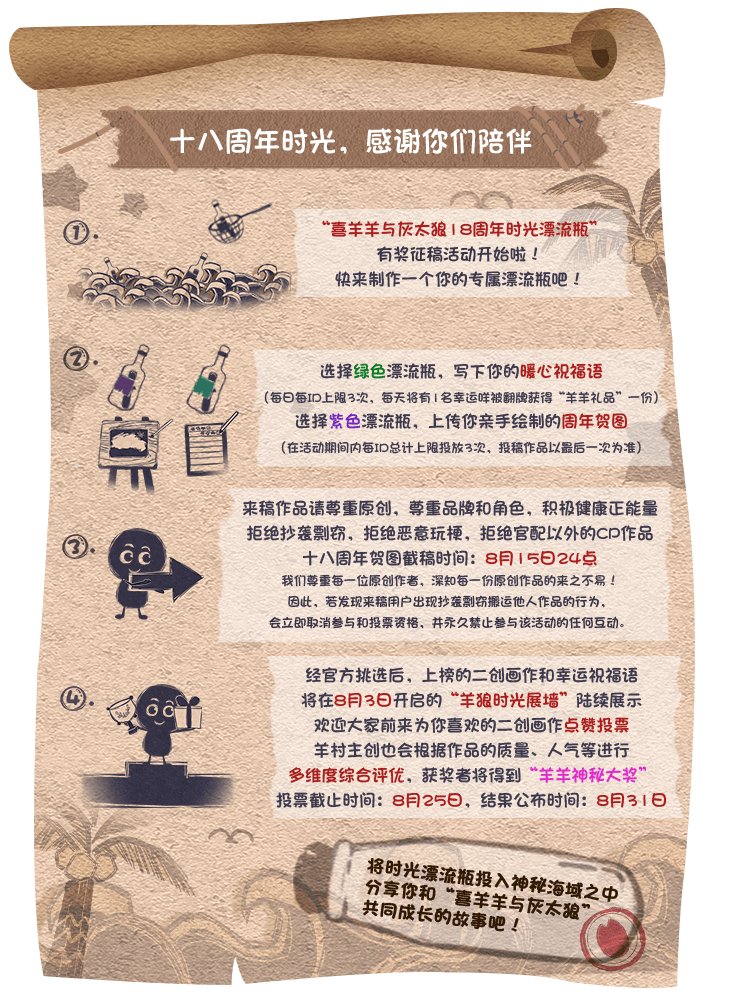 十八周年时光，感谢你们陪伴
①.
“喜羊羊与灰太狼18周年时光漂流瓶”
有奖征稿活动开始啦！
快来制作一个你的专属漂流瓶吧！
②.
选择绿色漂流瓶，写下你的暖心祝福语
（每日每ID上限3次，每天将有1名幸运咩被翻牌获得“羊羊礼品”一份）
选择紫色漂流瓶，上传你亲手绘制的周年贺图
（在活动期间内每ID总计上限投放3次，投稿作品以最后一次为准）
③.
来稿作品请尊重原创，尊重品牌和角色，积极健康正能量
拒绝抄袭剽窃，拒绝恶意玩梗，拒绝官配以外的CP作品
十八周年贺图截稿时间：8月15日24点
我们尊重每一位原创作者，深知每一份原创作品的来之不易！
因此，若发现来稿用户出现抄袭剽窃搬运他人作品的行为，
会立即取消参与和投票资格，并永久禁止参与该活动的任何互动。
④.
经官方挑选后，上榜的二创画作和幸运祝福语
将在8月3日开启的“羊狼时光展墙”陆续展示
欢迎大家前来为你喜欢的二创画作点赞投票
羊村主创也会根据作品的质量、人气等进行
多维度综合评优，获奖者将得到“羊羊神秘大奖”
投票截止时间：8月25日，结果公布时间：8月31日
将时光漂流瓶投入神秘海域之中
分享你和“喜羊羊与灰太狼”
共同成长的故事吧！